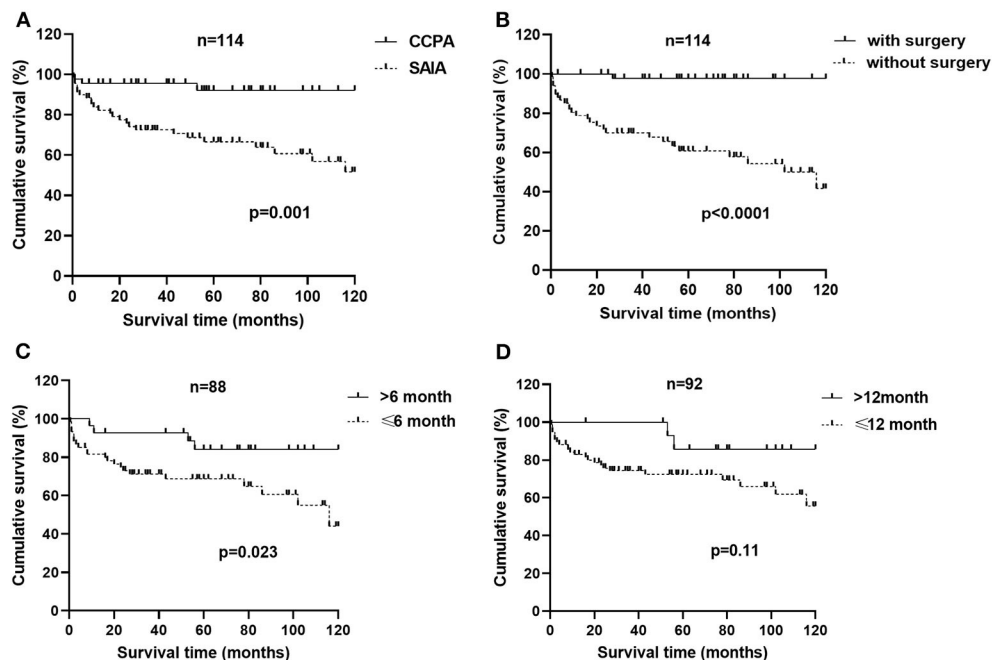 A
n=114
CCPA
SAIA
Cumulative survival (%)
120
100
80
60
40
20
0
p=0.001
0 20 40 60 80 100 120
Survival time (months)
B
n=114
with surgery
without surgery
Cumulative survival (%)
120
100
80
60
40
20
0
p<0.0001
0 20 40 60 80 100 120
Survival time (months)
C
n=88
>6 month
⩽6 month
Cumulative survival (%)
120
100
80
60
40
20
0
p=0.023
0 20 40 60 80 100 120
Survival time (months)
D
n=92
>12month
⩽12 month
Cumulative survival (%)
120
100
80
60
40
20
0
p=0.11
0 20 40 60 80 100 120
Survival time (months)